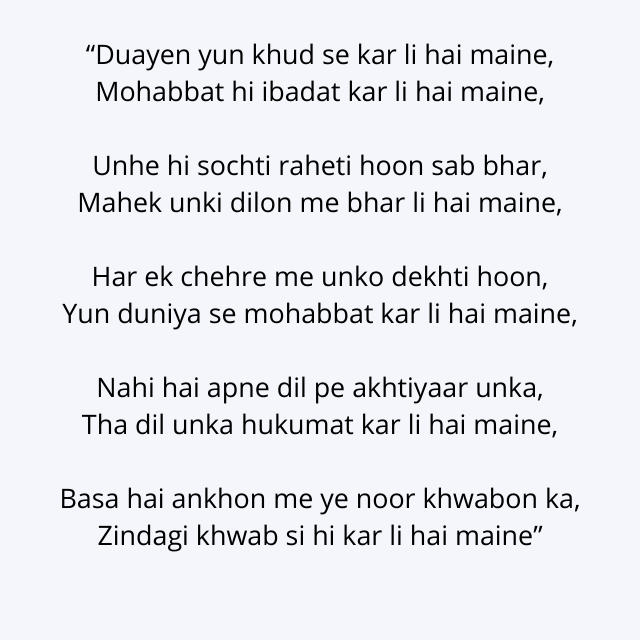 “Duayen yun khud se kar li hai maine,
Mohabbat hi ibadat kar li hai maine,
Unhe hi sochti raheti hoon sab bhar,
Mahek unki dilon me bhar li hai maine,
Har ek chehre me unko dekhti hoon,
Yun duniya se mohabbat kar li hai maine,
Nahi hai apne dil pe akhtiyaar unka,
Tha dil unka hukumat kar li hai maine,
Basa hai ankhon me ye noor khwabon ka,
Zindagi khwab si hi kar li hai maine”